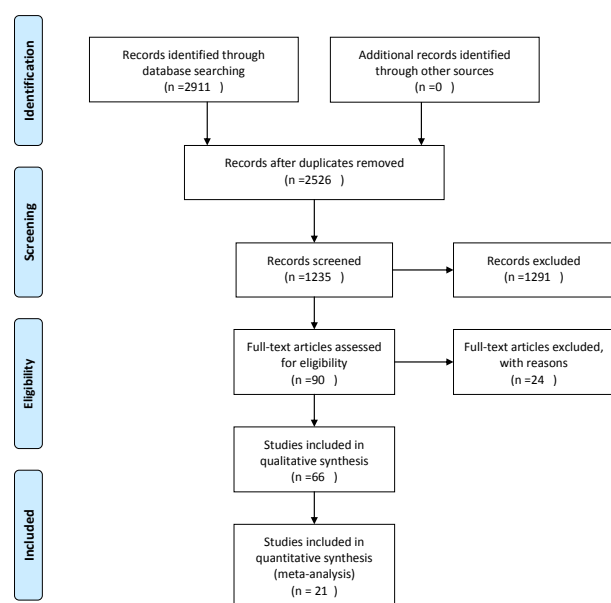 Identification
Records identified through
database searching
(n =2911   )
Additional records identified
through other sources
(n =0   )
Records after duplicates removed
(n =2526   )
Screening
Records screened
(n =1235   )
Records excluded
(n =1291   )
Eligibility
Full-text articles assessed
for eligibility
(n =90   )
Full-text articles excluded,
with reasons
(n =24   )
Studies included in
qualitative synthesis
(n =66   )
Included
Studies included in
quantitative synthesis
(meta-analysis)
(n = 21   )